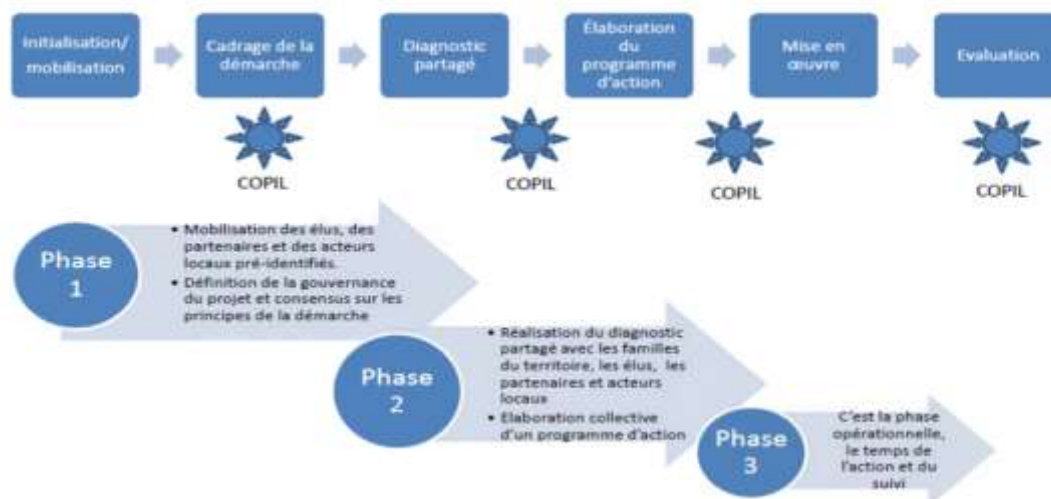 Initialisation/
mobilisation
Cadrage de la
démarche
Diagnostic
partagé
Élaboration
du
programme
d'action
Mise en
œuvre
Evaluation
COPIL
COPIL
COPIL
COPIL
Phase
1
• Mobilisation des élus, des
partenaires et des acteurs
locaux pré-identifiés.
• Définition de la gouvernance
du projet et consensus sur les
principes de la démarche
Phase
2
• Réalisation du diagnostic
partagé avec les familles
du territoire, les élus, les
partenaires et acteurs
locaux
• Elaboration collective
d'un programme d'action
Phase
3
C'est la phase
opérationnelle,
le temps de
l'action et du
suivi